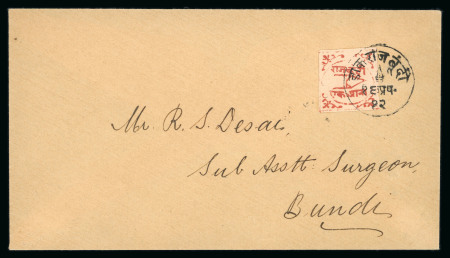 राज बूंदी
Mr. R. S. Desai,
Sub Asstt. Surgeon,
Bundi